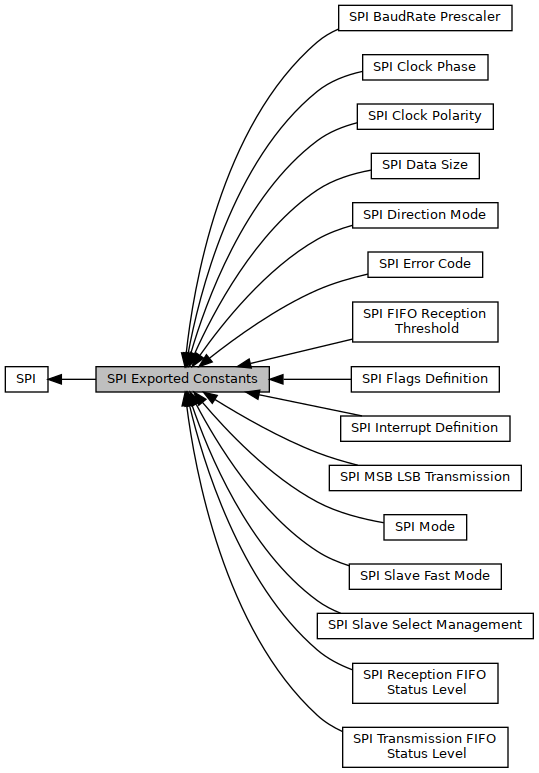 SPI BaudRate Prescaler
SPI Clock Phase
SPI Clock Polarity
SPI Data Size
SPI Direction Mode
SPI Error Code
SPI FIFO Reception
Threshold
SPI
SPI Exported Constants
SPI Flags Definition
SPI Interrupt Definition
SPI MSB LSB Transmission
SPI Mode
SPI Slave Fast Mode
SPI Slave Select Management
SPI Reception FIFO
Status Level
SPI Transmission FIFO
Status Level